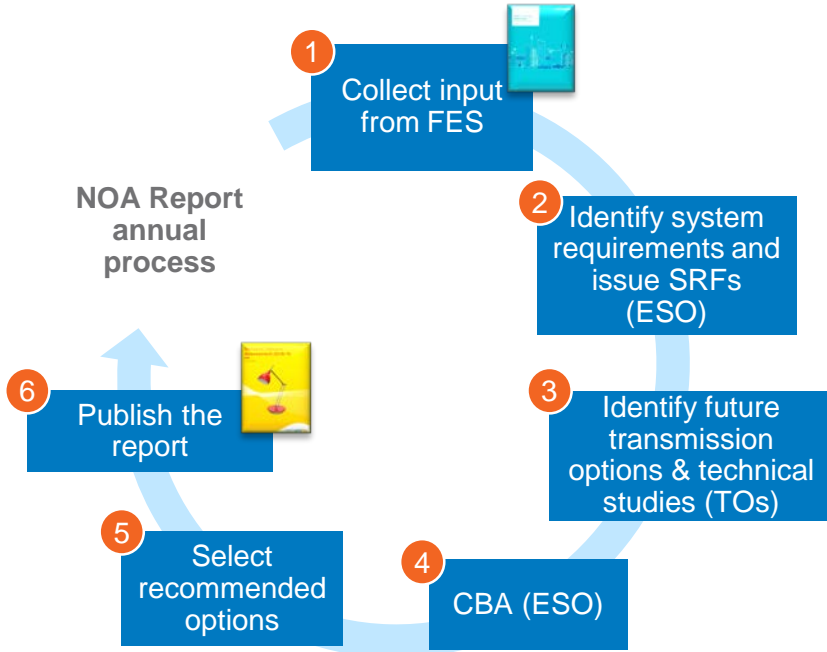 1
Collect input
from FES
2
Identify system
requirements and
issue SRFs
(ESO)
NOA Report
annual
process
3
Identify future
transmission
options & technical
studies (TOs)
4
CBA (ESO)
5
Select
recommended
options
6
Publish the
report